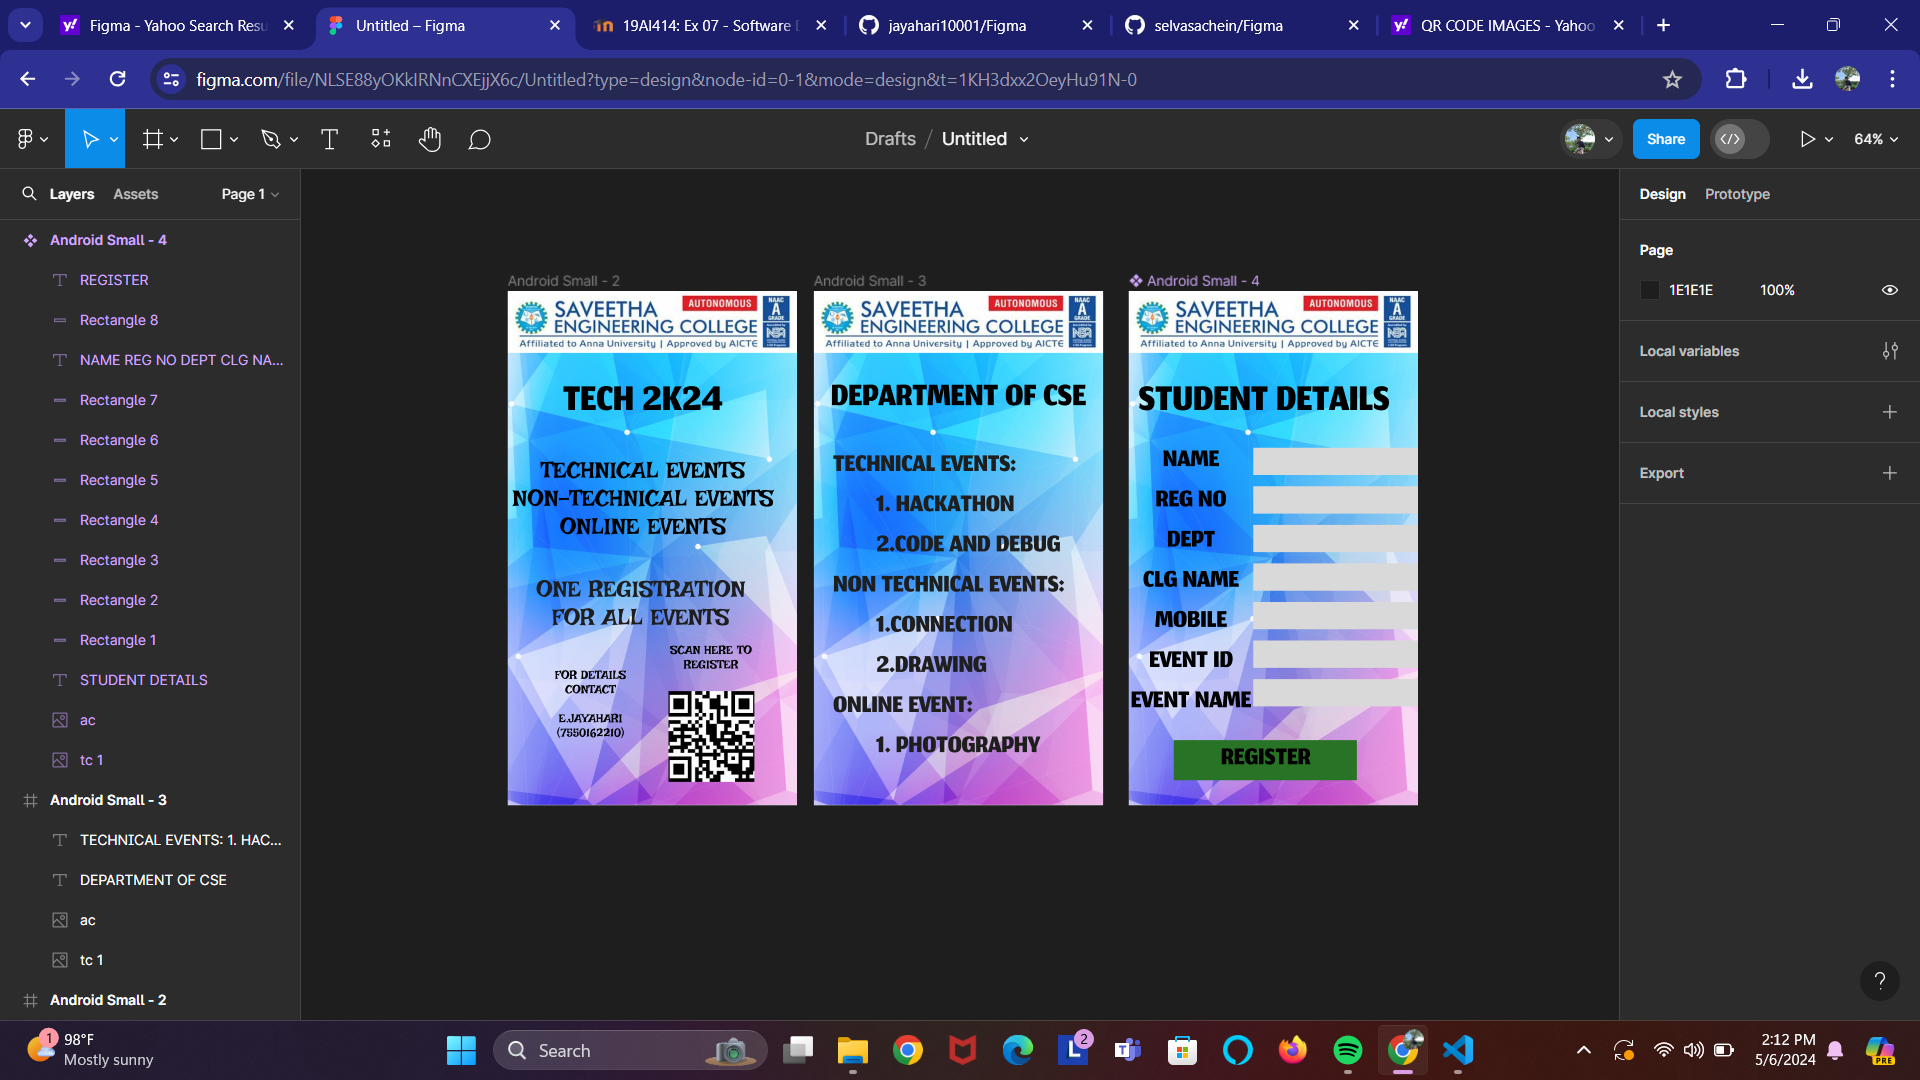 Figma - Yahoo Search Resu
Untitled – Figma
19AI414: Ex 07 - Software
jayahari10001/Figma
selvasachein/Figma
QR CODE IMAGES - Yahoo
figma.com/file/NLSE88yOKkIRNnCXEjjX6c/Untitled?type=design&node-id=0-1&mode=design&t=1KH3dxx2OeyHu91N-0
Drafts / Untitled
Share
64%
Layers
Assets
Page 1
Design
Prototype
Android Small - 4
REGISTER
Rectangle 8
NAME REG NO DEPT CLG NA...
Rectangle 7
Rectangle 6
Rectangle 5
Rectangle 4
Rectangle 3
Rectangle 2
Rectangle 1
STUDENT DETAILS
ac
tc 1
Android Small - 3
TECHNICAL EVENTS: 1. HAC...
DEPARTMENT OF CSE
ac
tc 1
Android Small - 2
Android Small - 2
SAVEETHA
AUTONOMOUS
NAAC
A
GRADE
ENGINEERING COLLEGE
Affiliated to Anna University | Approved by AICTE
TECH 2K24
TECHNICAL EVENTS
NON-TECHNICAL EVENTS
ONLINE EVENTS
ONE REGISTRATION
FOR ALL EVENTS
SCAN HERE TO
REGISTER
FOR DETAILS
CONTACT
E.JAYAHARI
(7550162210)
Android Small - 3
SAVEETHA
AUTONOMOUS
NAAC
A
GRADE
ENGINEERING COLLEGE
Affiliated to Anna University | Approved by AICTE
DEPARTMENT OF CSE
TECHNICAL EVENTS:
1. HACKATHON
2.CODE AND DEBUG
NON TECHNICAL EVENTS:
1.CONNECTION
2.DRAWING
ONLINE EVENT:
1. PHOTOGRAPHY
Android Small - 4
SAVEETHA
AUTONOMOUS
NAAC
A
GRADE
ENGINEERING COLLEGE
Affiliated to Anna University | Approved by AICTE
STUDENT DETAILS
NAME
REG NO
DEPT
CLG NAME
MOBILE
EVENT ID
EVENT NAME
REGISTER
Page
1E1E1E
100%
Local variables
Local styles
Export
?
1
98°F
Mostly sunny
Search
2
PRE
2:12 PM
5/6/2024